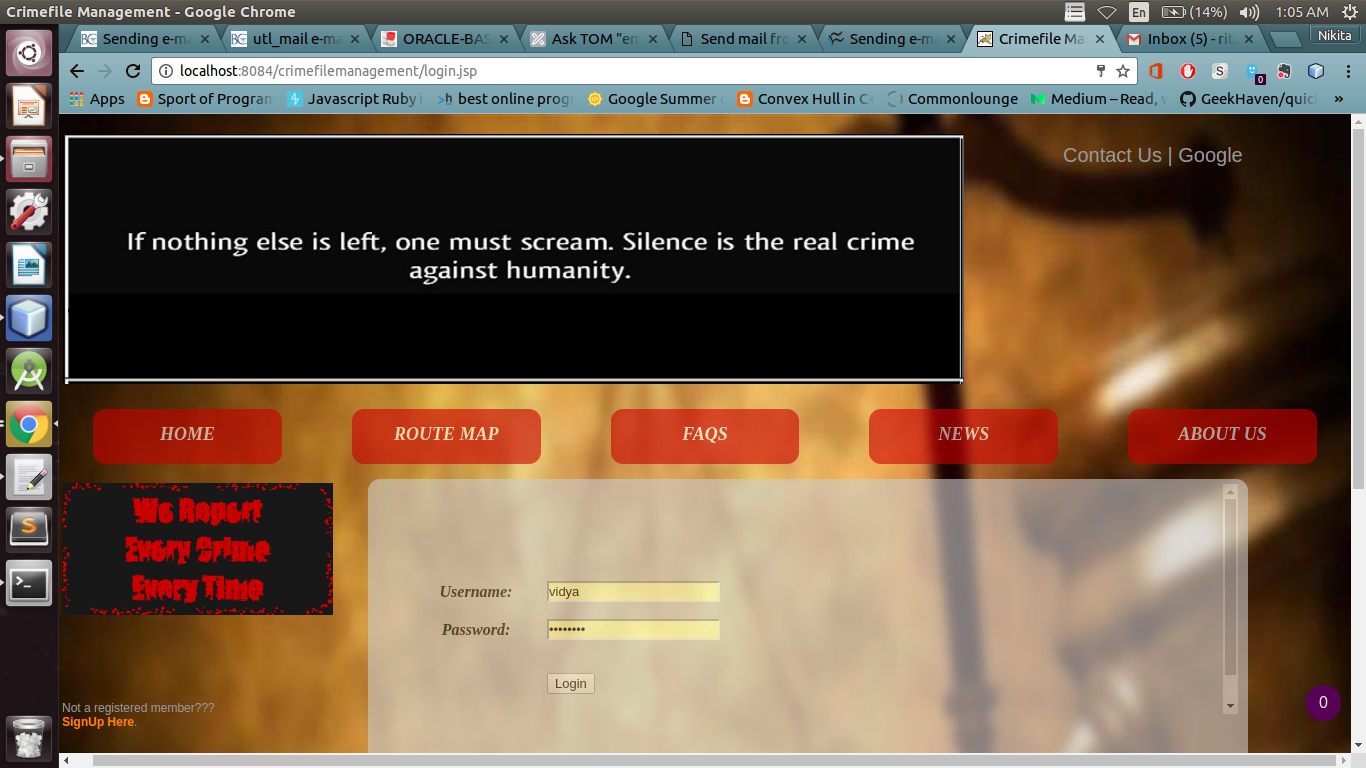 Crimefile Management - Google Chrome
En
(14%)
1:05 AM
Sending e-ma
utl_mail e-ma
ORACLE-BAS
Ask TOM "em
Send mail fro
Sending e-ma
Crimefile Ma
Inbox (5) - rit
Nikita
localhost:8084/crimefilemanagement/login.jsp
S
0
Apps
Sport of Program
Javascript Ruby
best online progr
Google Summer
Convex Hull in C+
Commonlounge
Medium – Read, w
GeekHaven/quic
»
Contact Us | Google
If nothing else is left, one must scream. Silence is the real crime
against humanity.
HOME
ROUTE MAP
FAQS
NEWS
ABOUT US
We Report
Every Crime
Every Time
Username:
vidya
Password:
••••••••
Login
0
Not a registered member???
SignUp Here.